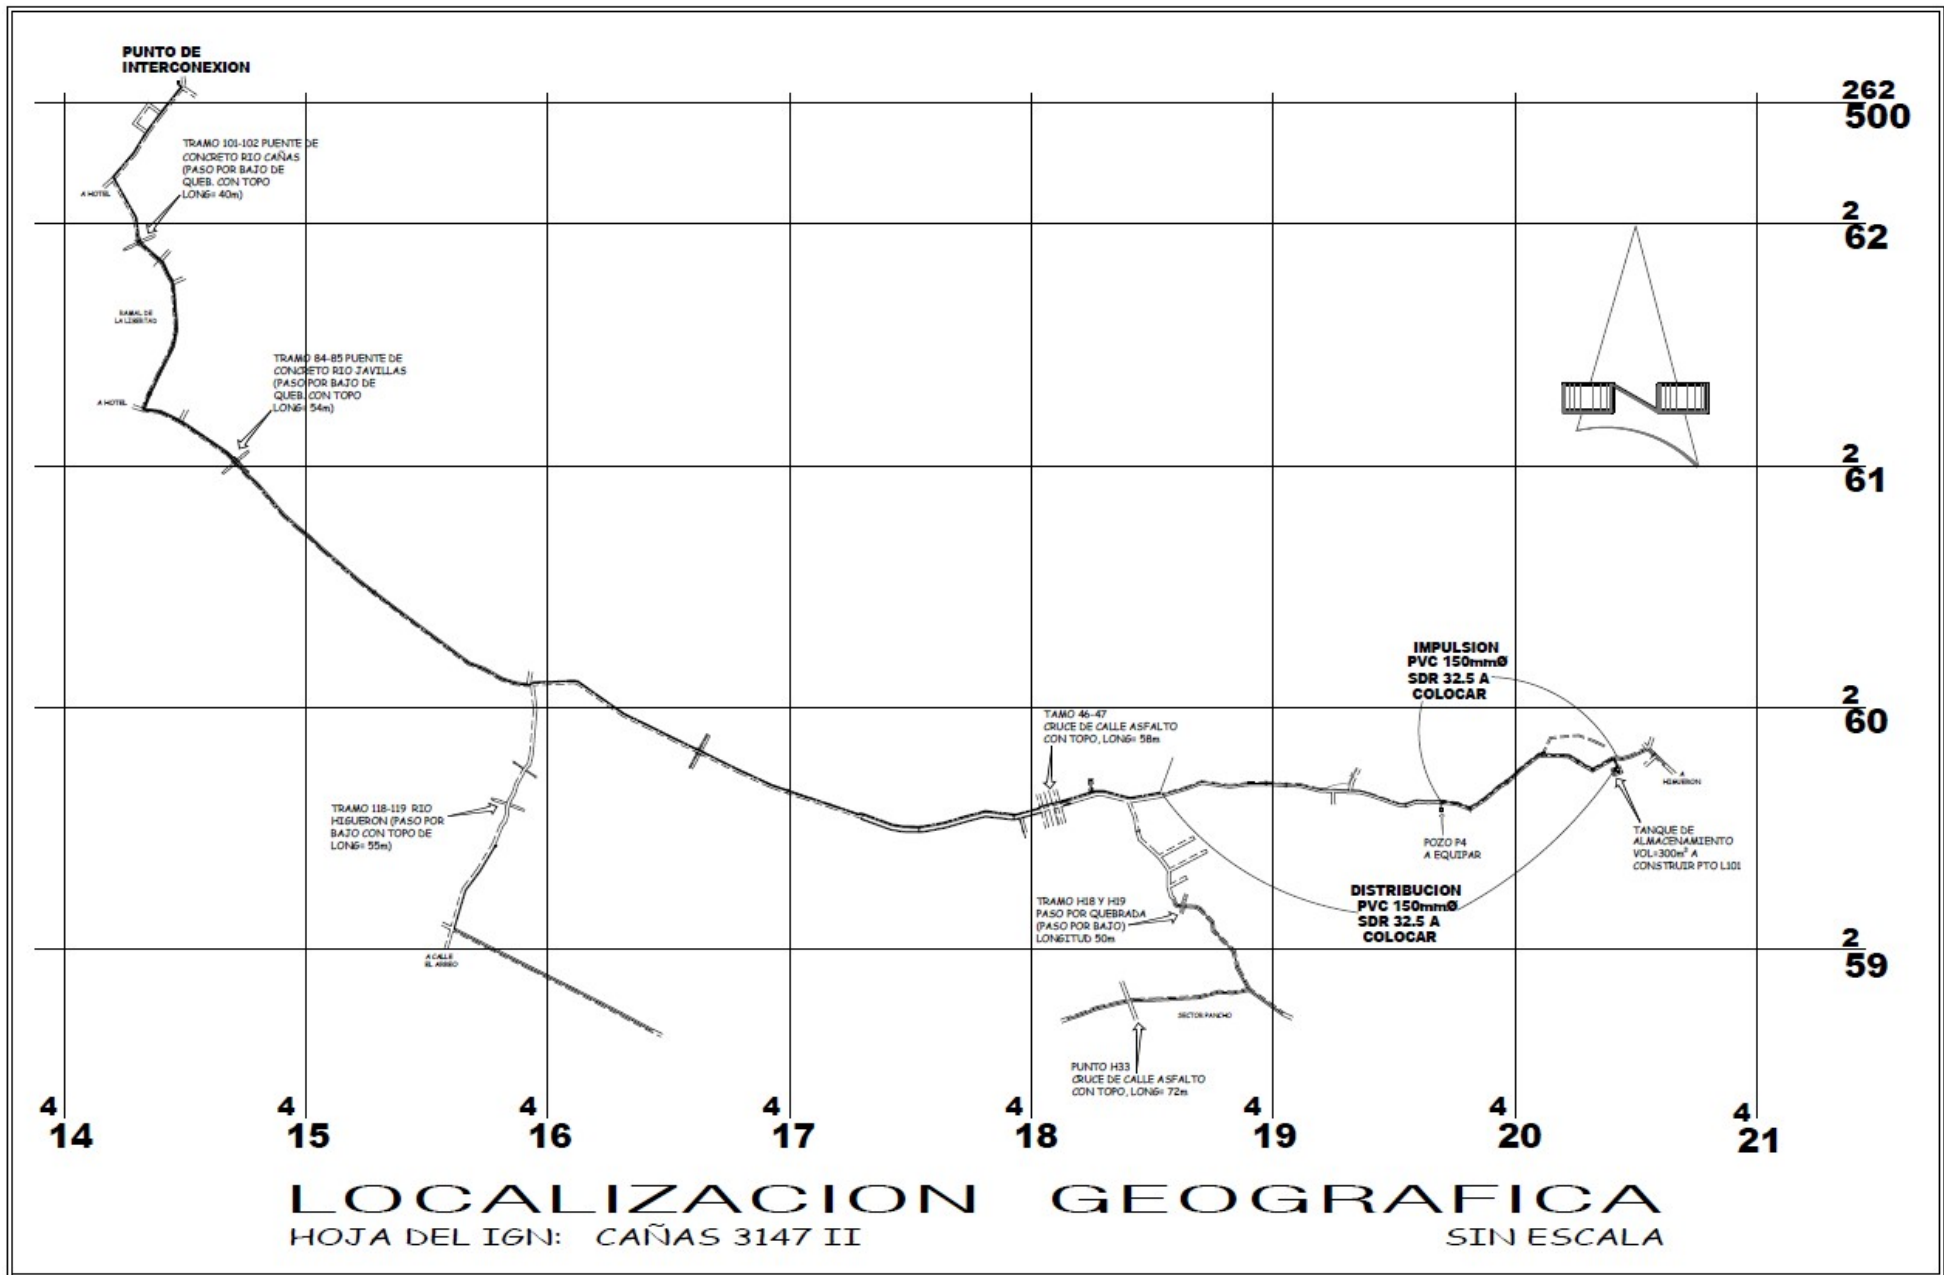 PUNTO DE
INTERCONEXION
262
500
TRAMO 101-102 PUENTE DE
CONCRETO RIO CAÑAS
(PASO POR BAJO DE
QUEB. CON TOPO
LONG= 40m)
A HOTEL
2
62
RAMAL DE
LA LIBERTAD
TRAMO 84-85 PUENTE DE
CONCRETO RIO JAVILLAS
(PASO POR BAJO DE
QUEB. CON TOPO
LONG= 54m)
A HOTEL
N
2
61
IMPULSION
PVC 150mmØ
SDR 32.5 A
COLOCAR
2
60
TAMO 46-47
CRUCE DE CALLE ASFALTO
CON TOPO, LONG= 58m
A
HIGUERON
TRAMO 118-119 RIO
HIGUERON (PASO POR
BAJO CON TOPO DE
LONG= 55m)
POZO P4
A EQUIPAR
TANQUE DE
ALMACENAMIENTO
VOL=300m³ A
CONSTRUIR PTO L101
DISTRIBUCION
PVC 150mmØ
SDR 32.5 A
COLOCAR
TRAMO H18 Y H19
PASO POR QUEBRADA
(PASO POR BAJO)
LONGITUD 50m
2
59
A CALLE
EL ARREO
SECTOR PANCHO
PUNTO H33
CRUCE DE CALLE ASFALTO
CON TOPO, LONG= 72m
4
14
4
15
4
16
4
17
4
18
4
19
4
20
4
21
LOCALIZACION GEOGRAFICA
HOJA DEL IGN: CAÑAS 3147 II
SIN ESCALA